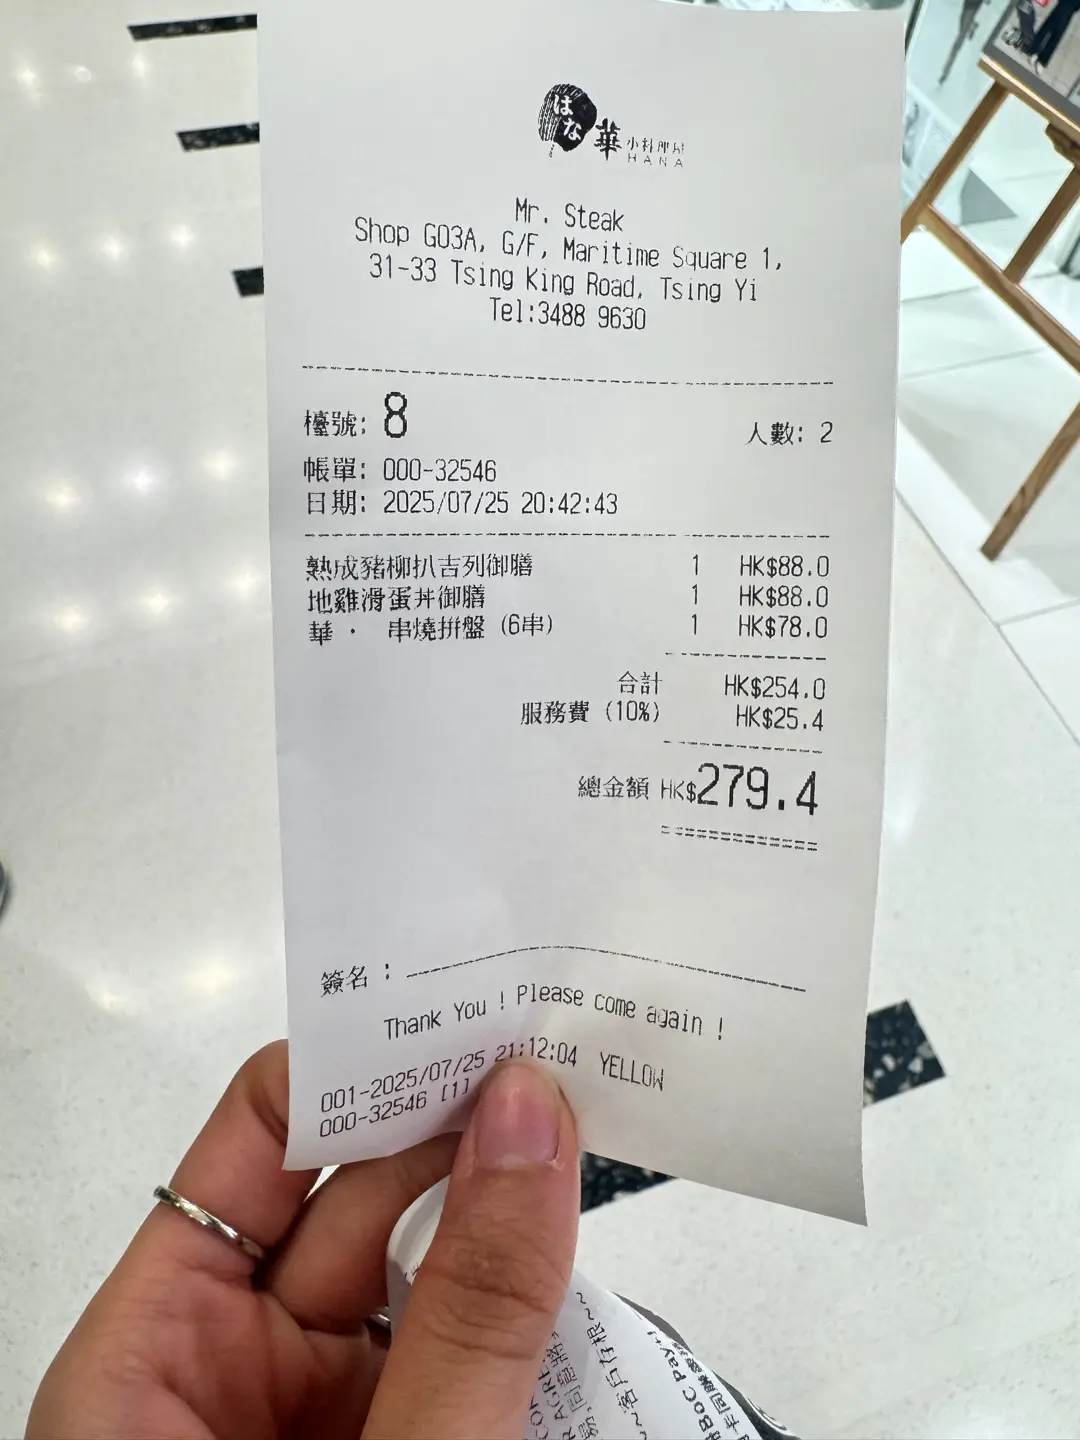 はな
華 小料理屋
HANA
Mr. Steak
Shop G03A, G/F, Maritime Square 1,
31-33 Tsing King Road, Tsing Yi
Tel:3488 9630
檯號: 8 人數: 2
帳單: 000-32546
日期: 2025/07/25 20:42:43
熟成豬柳扒吉列御膳 1 HK$88.0
地雞滑蛋丼御膳 1 HK$88.0
華 · 串燒拼盤 (6串) 1 HK$78.0
合計 HK$254.0
服務費 (10%) HK$25.4
總金額 HK$279.4
簽名 :
Thank You ! Please come again !
001-2025/07/25 21:12:04 YELLOW
000-32546 [1]
~~客戶存根~~
BoC Pay+